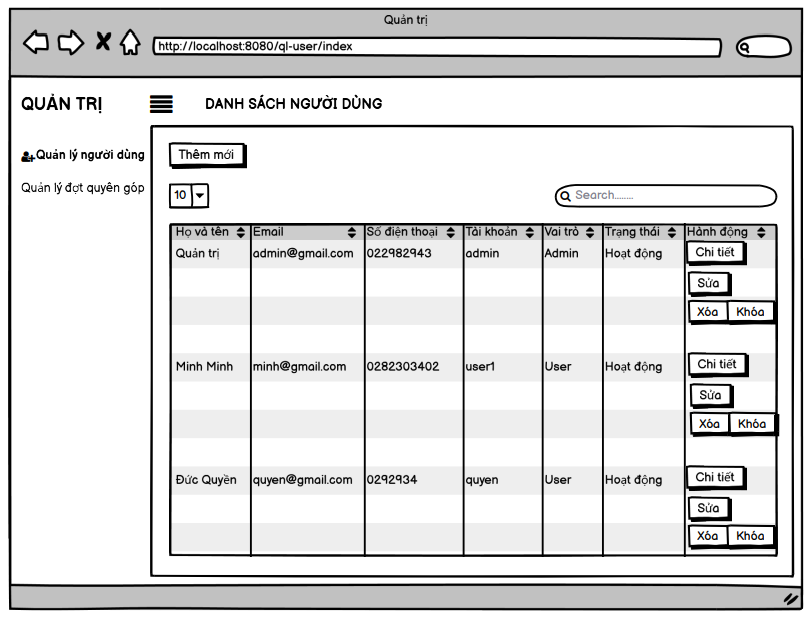 Quản trị
http://localhost:8080/ql-user/index
QUẢN TRỊ
DANH SÁCH NGƯỜI DÙNG
Quản lý người dùng
Quản lý đợt quyên góp
Thêm mới
10
Search........
Họ và tên Email Số điện thoại Tài khoản Vai trò Trạng thái Hành động
Quản trị admin@gmail.com 022982943 admin Admin Hoạt động Chi tiết
Sửa
Xóa Khóa
Minh Minh minh@gmail.com 0282303402 user1 User Hoạt động Chi tiết
Sửa
Xóa Khóa
Đức Quyền quyen@gmail.com 0292934 quyen User Hoạt động Chi tiết
Sửa
Xóa Khóa